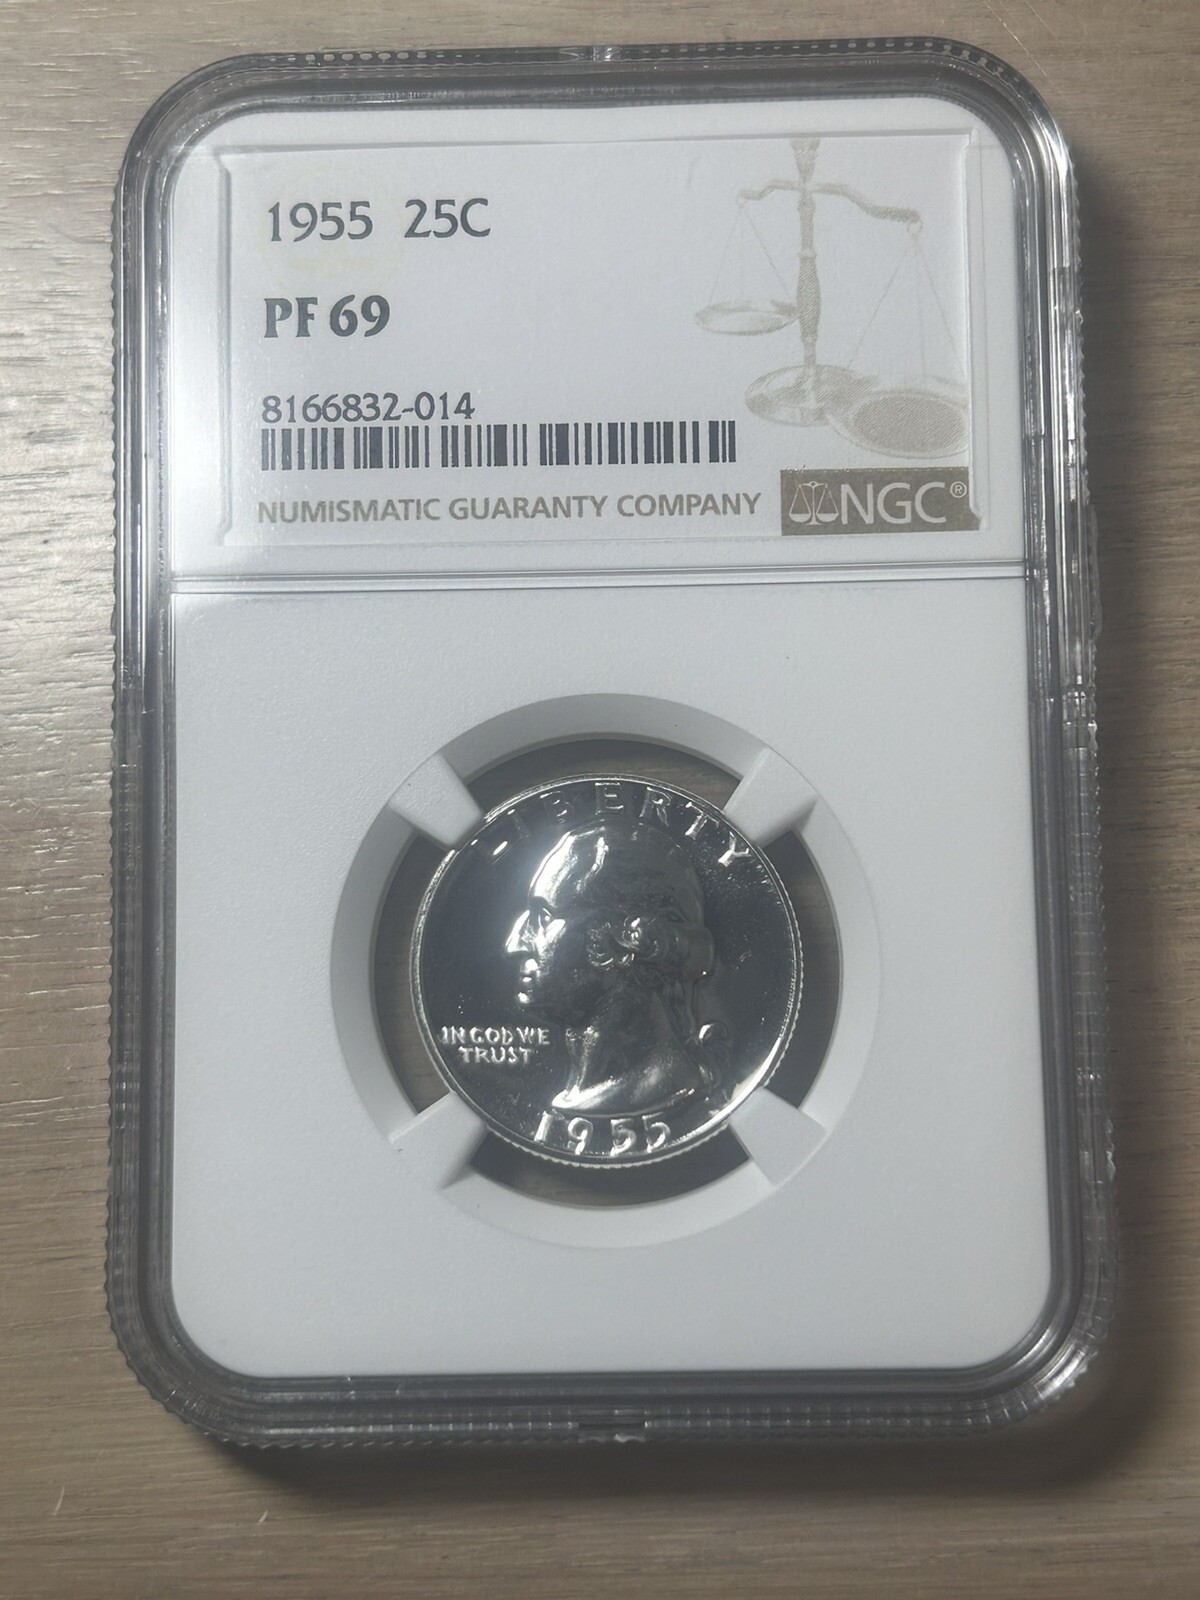 1955 25C
PF 69
8166832-014
NUMISMATIC GUARANTY COMPANY NGC®
LIBERTY
IN GOD WE
TRUST
1955